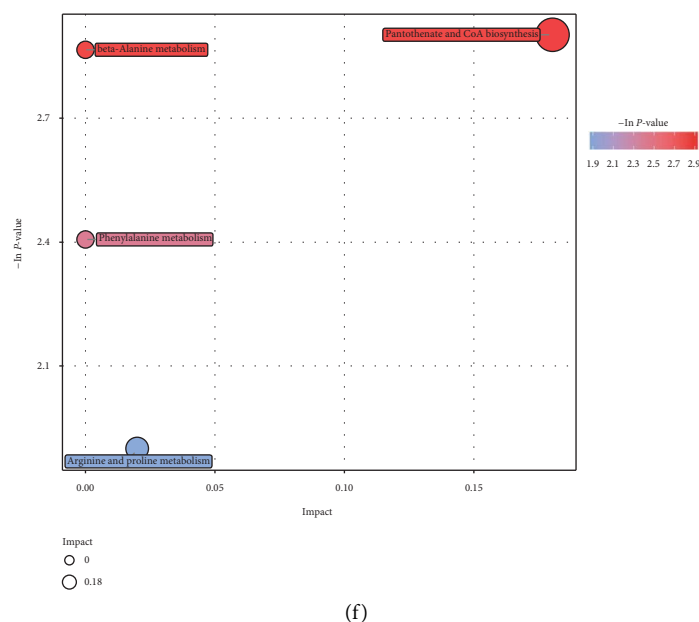 beta-Alanine metabolism
Pantothenate and CoA biosynthesis
2.7
–ln P-value
1.9 2.1 2.3 2.5 2.7 2.9
–ln P-value
2.4
Phenylalanine metabolism
2.1
Arginine and proline metabolism
0.00 0.05 0.10 0.15
Impact
Impact
0
0.18
(f)